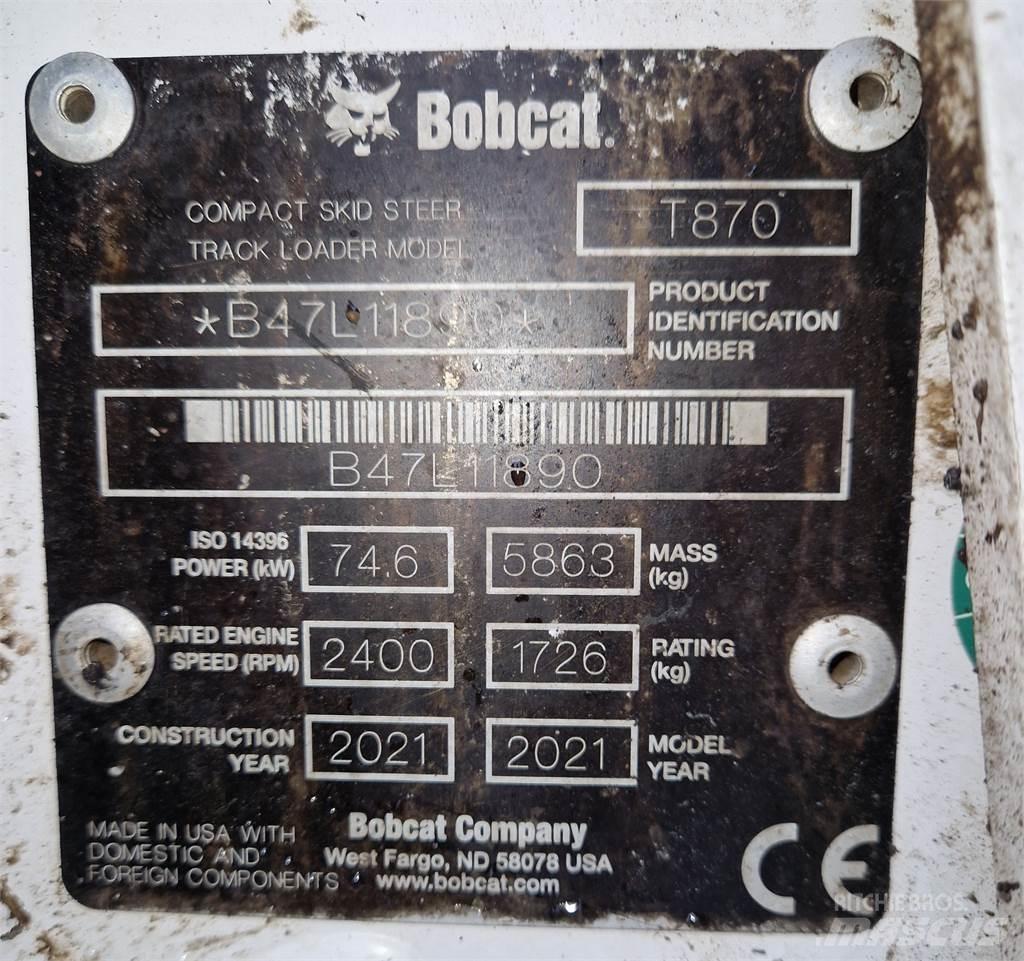 Bobcat.
COMPACT SKID STEER
TRACK LOADER MODEL
T870
*B47L11890*
PRODUCT
IDENTIFICATION
NUMBER
B47L11890
ISO 14396
POWER (kW)
74.6
5863
MASS
(kg)
RATED ENGINE
SPEED (RPM)
2400
1726
RATING
(kg)
CONSTRUCTION
YEAR
2021
2021
MODEL
YEAR
MADE IN USA WITH
DOMESTIC AND
FOREIGN COMPONENTS
Bobcat Company
West Fargo, ND 58078 USA
www.bobcat.com
CE
RITCHIE BROS.
MASCUS